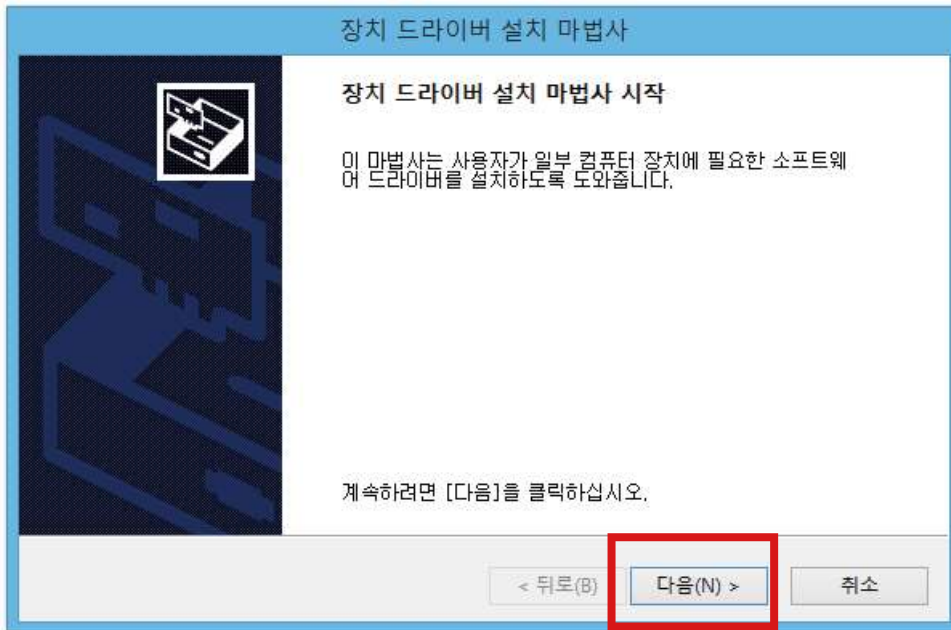 장치 드라이버 설치 마법사
장치 드라이버 설치 마법사 시작
이 마법사는 사용자가 일부 컴퓨터 장치에 필요한 소프트웨
어 드라이버를 설치하도록 도와줍니다.
계속하려면 [다음]을 클릭하십시오.
< 뒤로(B) 다음(N) > 취소